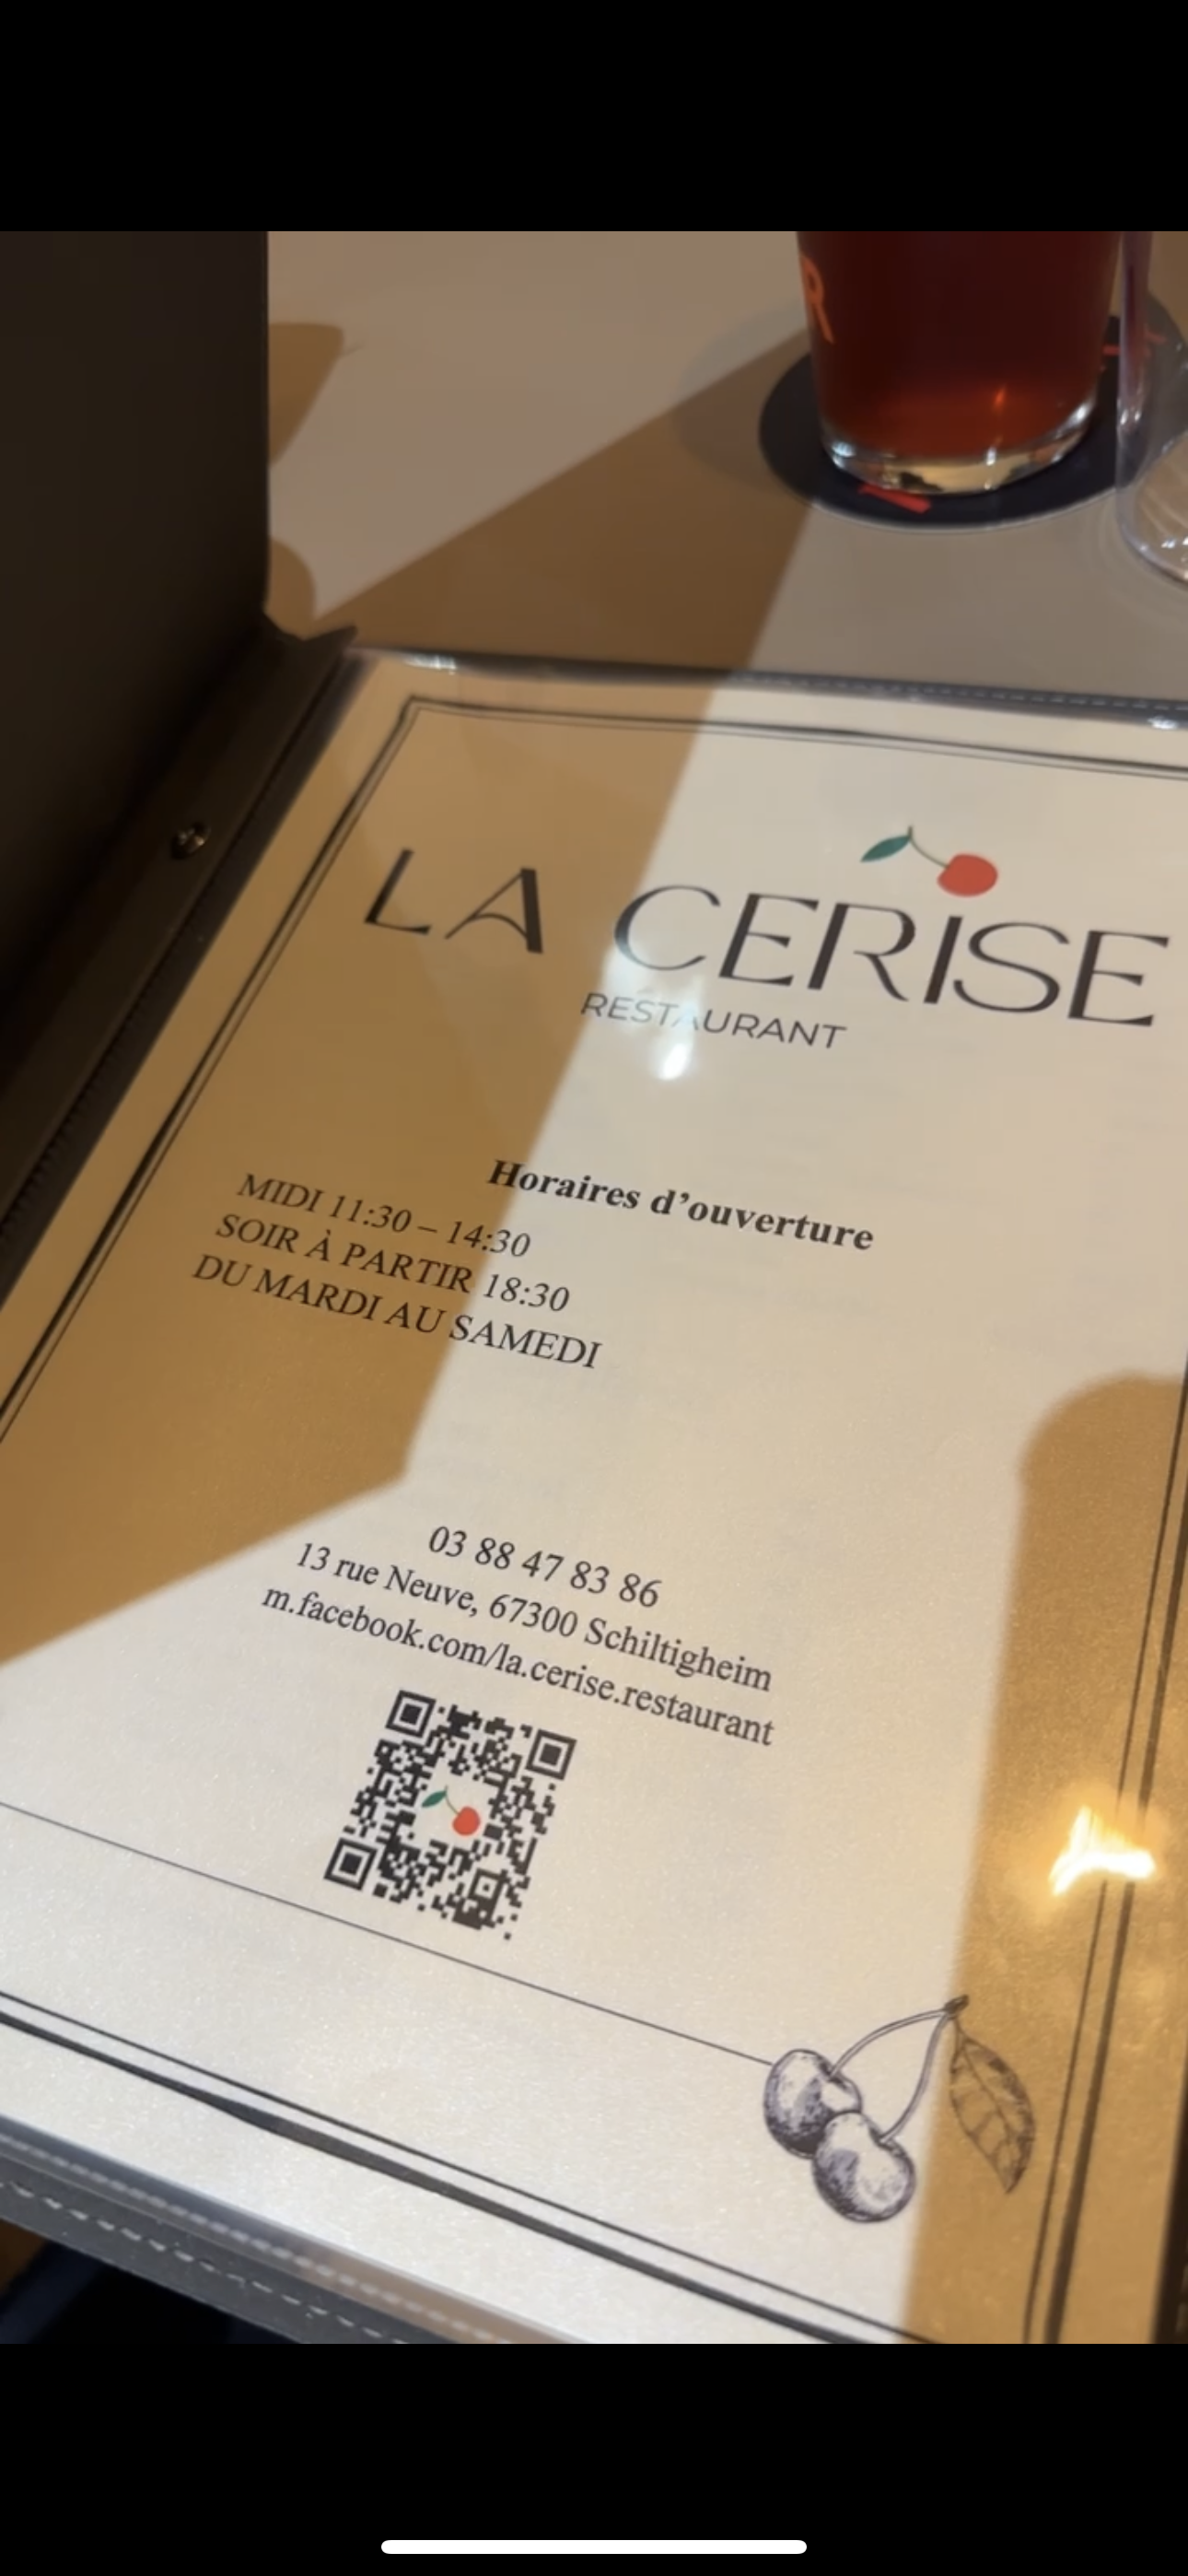 R
LA CERISE
RESTAURANT
Horaires d’ouverture
MIDI 11:30 – 14:30
SOIR À PARTIR 18:30
DU MARDI AU SAMEDI
03 88 47 83 86
13 rue Neuve, 67300 Schiltigheim
m.facebook.com/la.cerise.restaurant